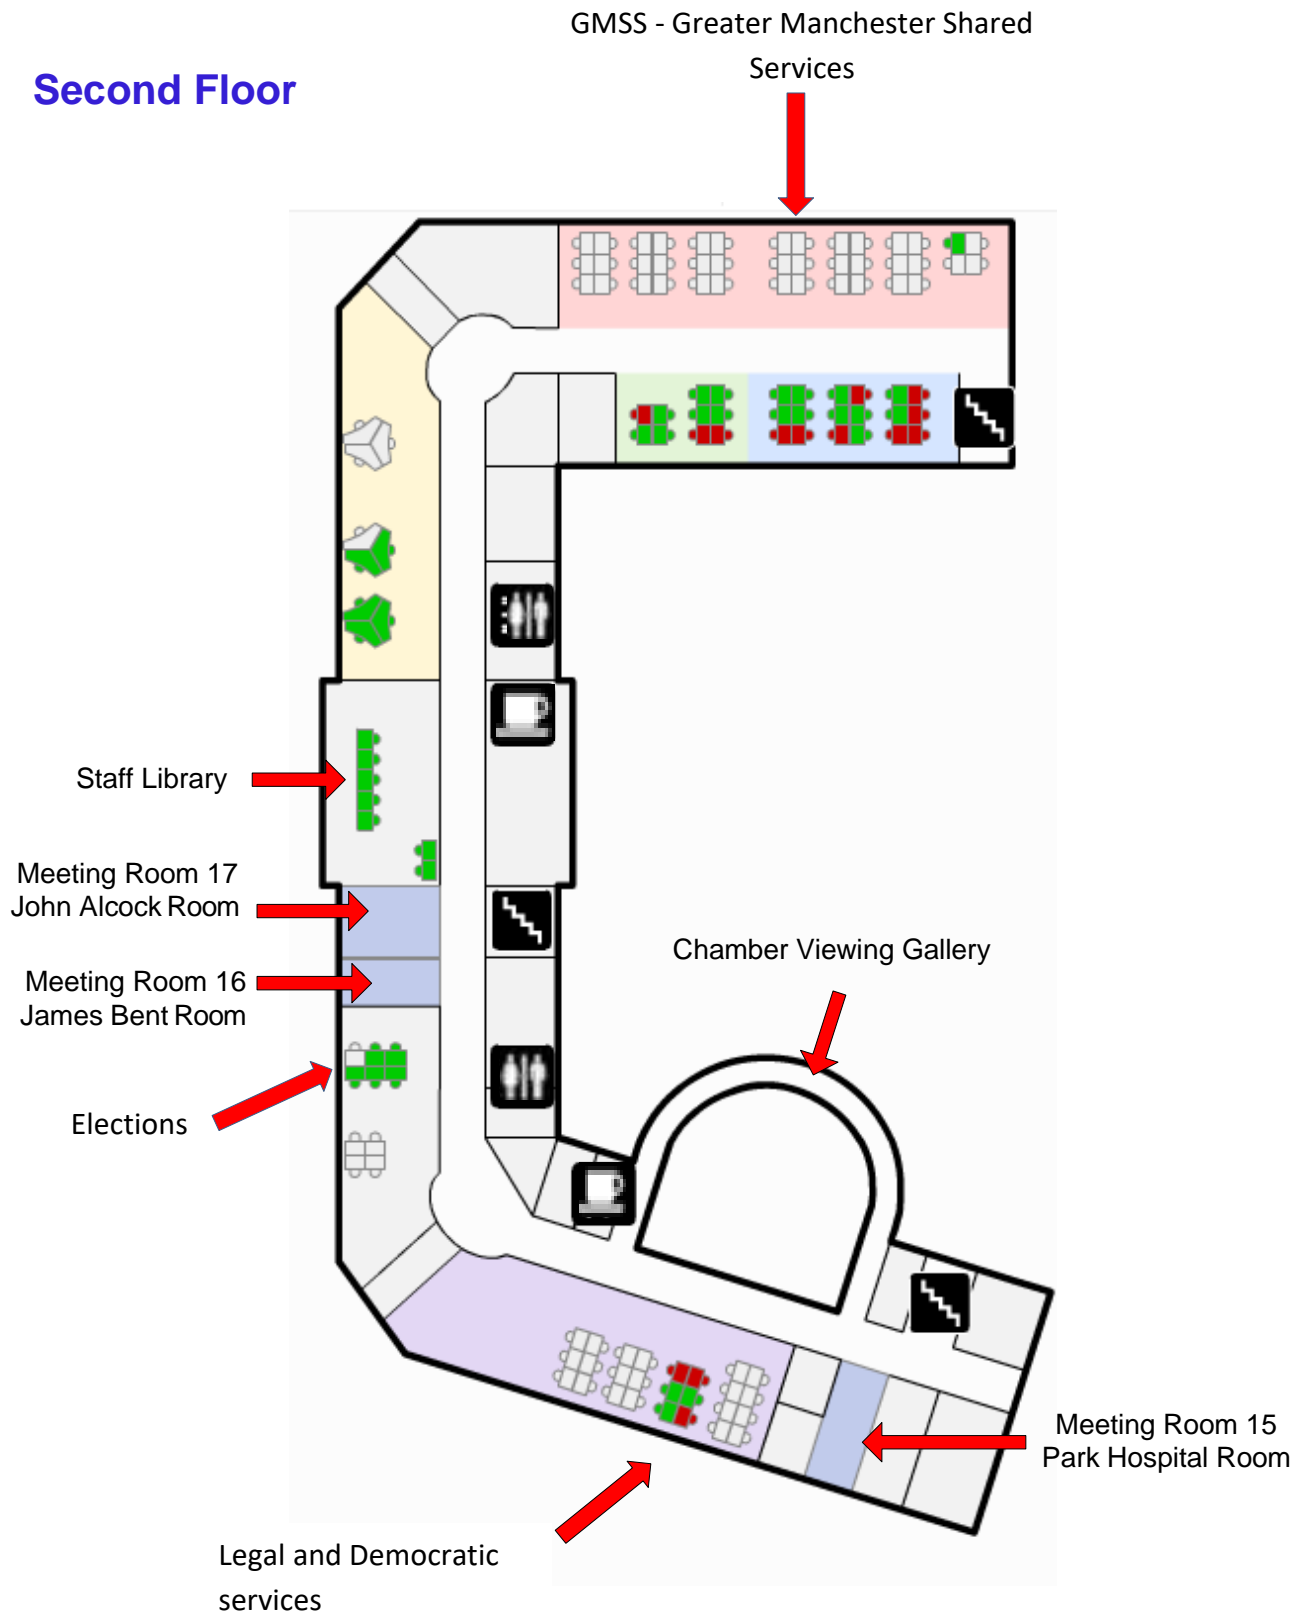 GMSS - Greater Manchester Shared
Services
Second Floor
Staff Library
Meeting Room 17
John Alcock Room
Chamber Viewing Gallery
Meeting Room 16
James Bent Room
Elections
Meeting Room 15
Park Hospital Room
Legal and Democratic
services